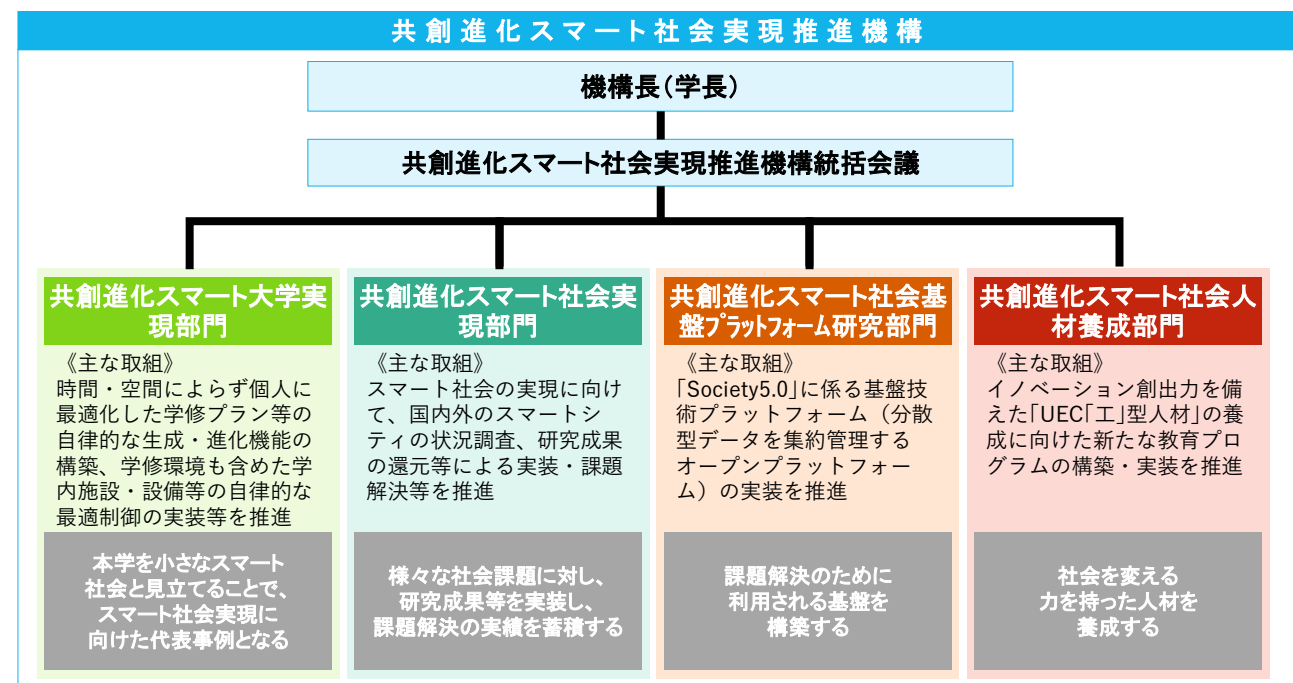 共創進化スマート社会実現推進機構
機構長（学長）
共創進化スマート社会実現推進機構統括会議
共創進化スマート大学実
現部門
《主な取組》
時間・空間によらず個人に
最適化した学修プラン等の
自律的な生成・進化機能の
構築、学修環境も含めた学
内施設・設備等の自律的な
最適制御の実装等を推進
本学を小さなスマート
社会と見立てることで、
スマート社会実現に
向けた代表事例となる
共創進化スマート社会実
現部門
《主な取組》
スマート社会の実現に向け
て、国内外のスマートシ
ティの状況調査、研究成果
の還元等による実装・課題
解決等を推進
様々な社会課題に対し、
研究成果等を実装し、
課題解決の実績を蓄積する
共創進化スマート社会基
盤プラットフォーム研究部門
《主な取組》
「Society5.0」に係る基盤技
術プラットフォーム（分散
型データを集約管理する
オープンプラットフォー
ム）の実装を推進
課題解決のために
利用される基盤を
構築する
共創進化スマート社会人
材養成部門
《主な取組》
イノベーション創出力を備
えた「UEC「工」型人材」の養
成に向けた新たな教育プロ
グラムの構築・実装を推進
社会を変える
力を持った人材を
養成する